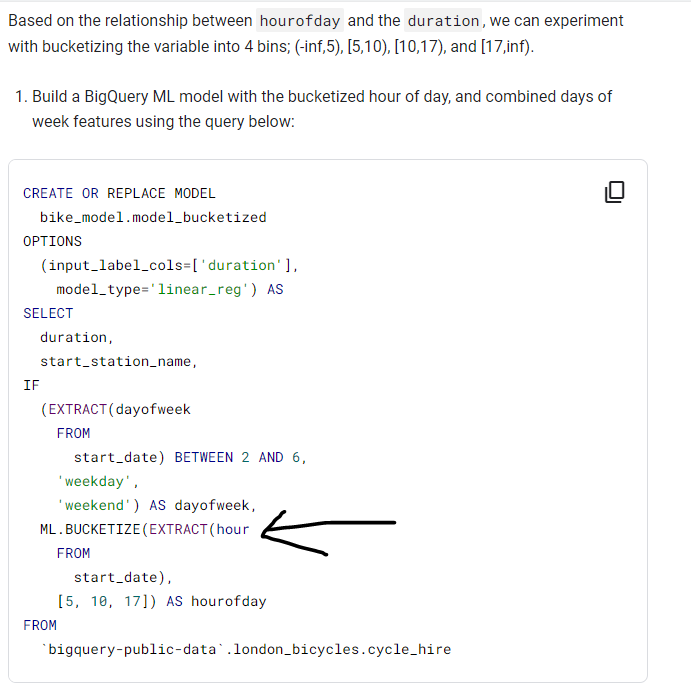 Based on the relationship between hourofday and the duration, we can experiment
with bucketizing the variable into 4 bins; (-inf,5), [5,10), [10,17), and [17,inf).
1. Build a BigQuery ML model with the bucketized hour of day, and combined days of
week features using the query below:
CREATE OR REPLACE MODEL
bike_model.model_bucketized
OPTIONS
(input_label_cols=['duration'],
model_type='linear_reg') AS
SELECT
duration,
start_station_name,
IF
(EXTRACT(dayofweek
FROM
start_date) BETWEEN 2 AND 6,
'weekday',
'weekend') AS dayofweek,
ML.BUCKETIZE(EXTRACT(hour
FROM
start_date),
[5, 10, 17]) AS hourofday
FROM
`bigquery-public-data`.london_bicycles.cycle_hire